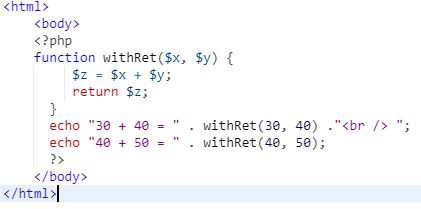 <html>
<body>
<?php
function withRet($x, $y) {
$z = $x + $y;
return $z;
}
echo "30 + 40 = " . withRet(30, 40) ."<br /> ";
echo "40 + 50 = " . withRet(40, 50);
?>
</body>
</html>